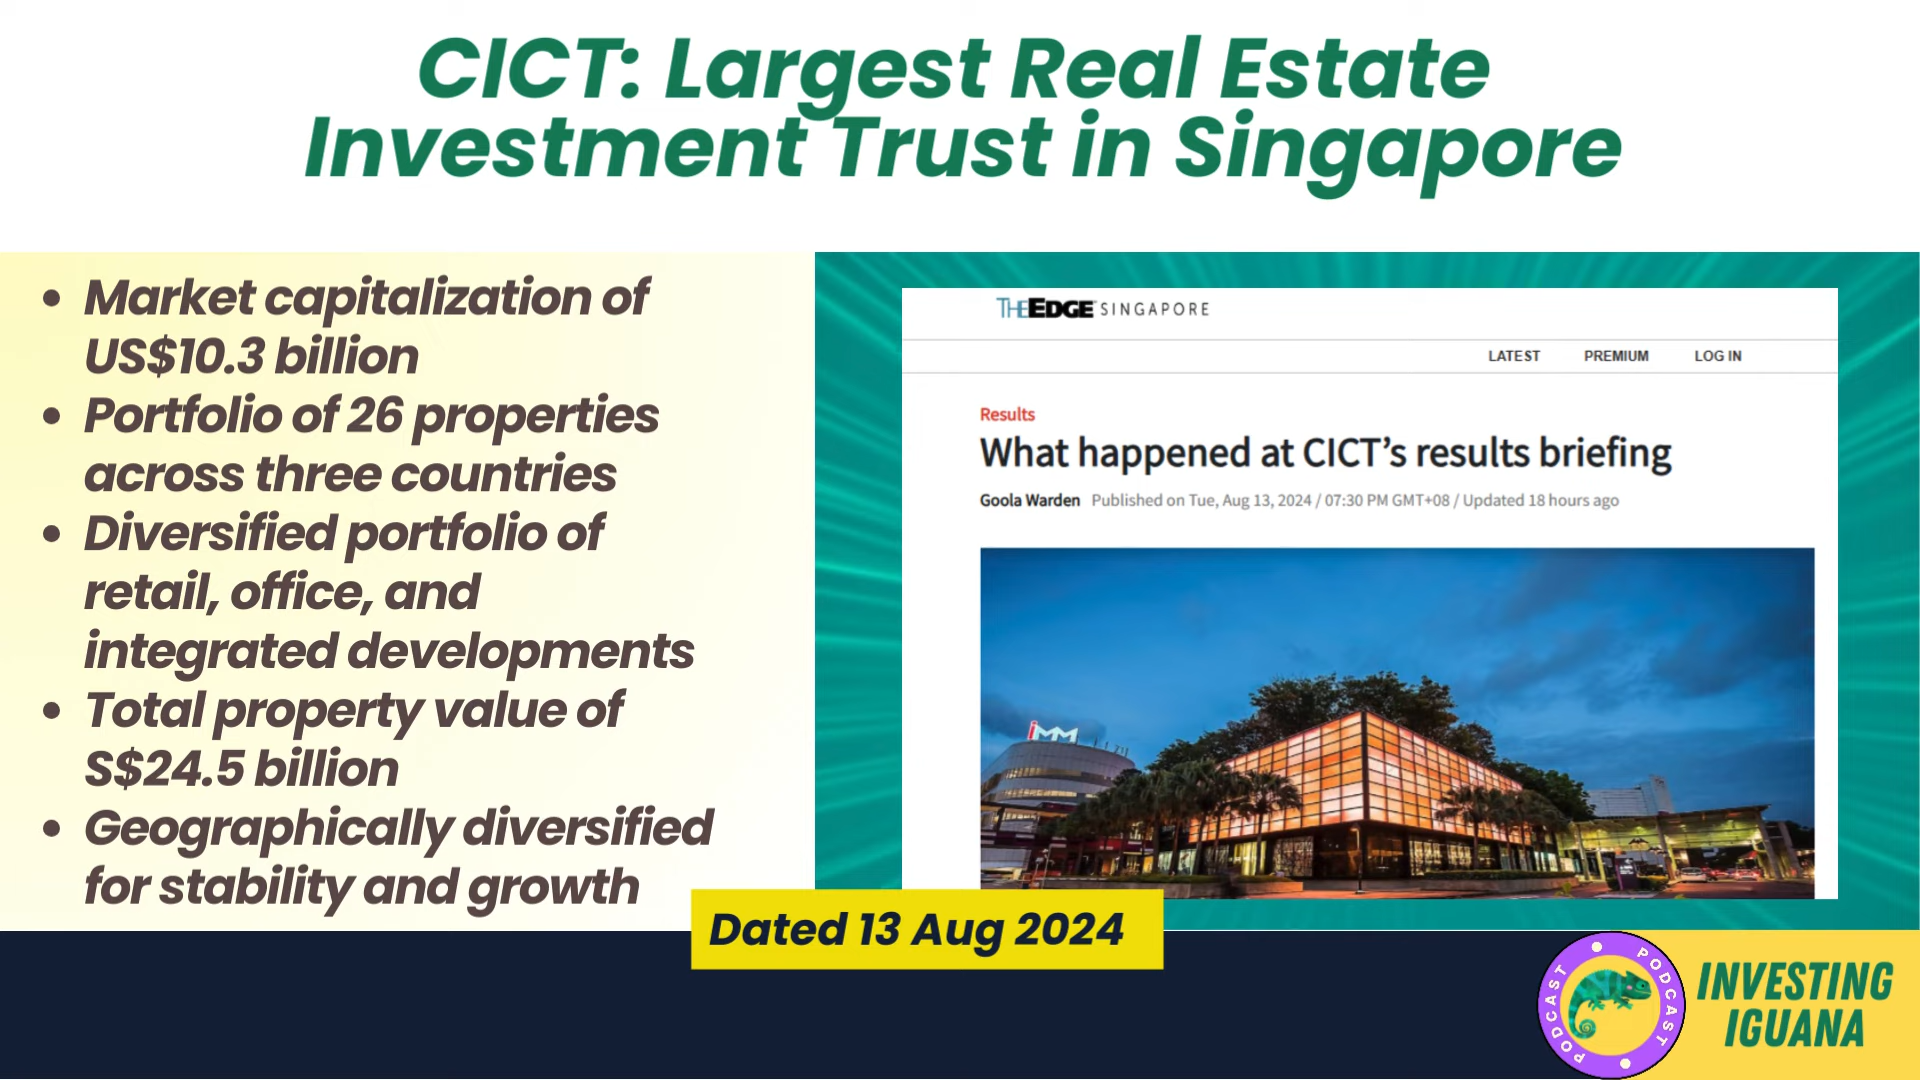 CICT: Largest Real Estate
Investment Trust in Singapore
• Market capitalization of
US$10.3 billion
• Portfolio of 26 properties
across three countries
• Diversified portfolio of
retail, office, and
integrated developments
• Total property value of
S$24.5 billion
• Geographically diversified
for stability and growth
THEEDGE SINGAPORE
LATEST PREMIUM LOG IN
Results
What happened at CICT's results briefing
Goola Warden Published on Tue, Aug 13, 2024 / 07:30 PM GMT+08 / Updated 18 hours ago
imm
Dated 13 Aug 2024
PODCAST PODCAST
INVESTING
IGUANA